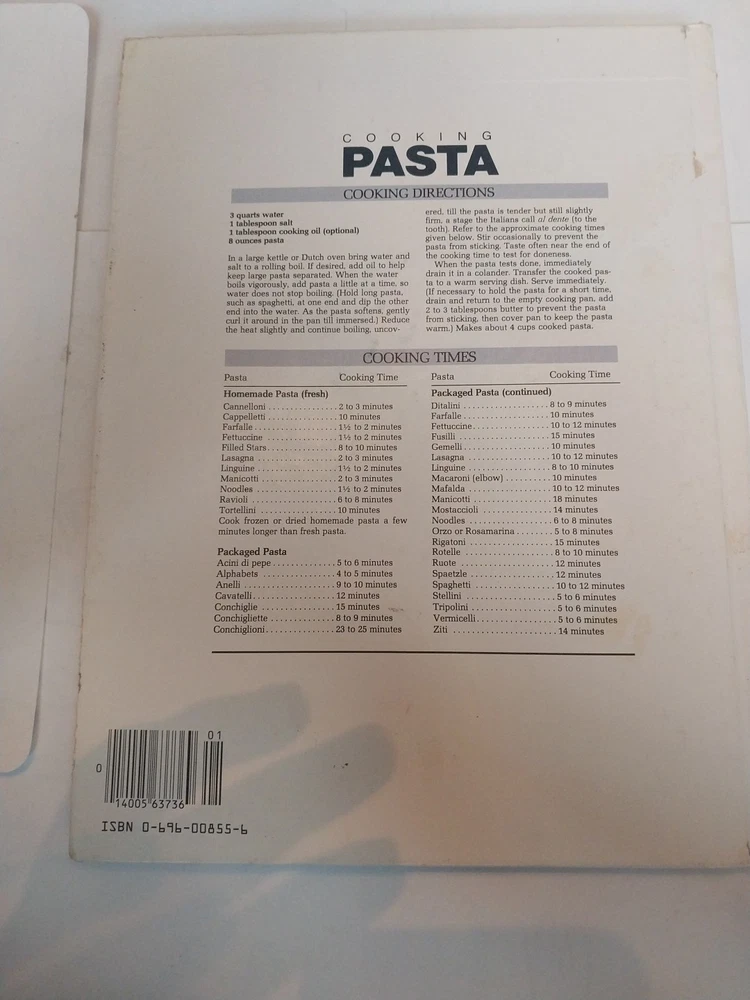 COOKING
PASTA
COOKING DIRECTIONS
3 quarts water
1 tablespoon salt
1 tablespoon cooking oil (optional)
8 ounces pasta
In a large kettle or Dutch oven bring water and
salt to a rolling boil. If desired, add oil to help
keep large pasta separated. When the water
boils vigorously, add pasta a little at a time, so
water does not stop boiling. (Hold long pasta,
such as spaghetti, at one end and dip the other
end into the water. As the pasta softens, gently
curl it around in the pan till immersed.) Reduce
the heat slightly and continue boiling, uncov-
ered, till the pasta is tender but still slightly
firm, a stage the Italians call al dente (to the
tooth). Refer to the approximate cooking times
given below. Stir occasionally to prevent the
pasta from sticking. Taste often near the end of
the cooking time to test for doneness.
When the pasta tests done, immediately
drain it in a colander. Transfer the cooked pas-
ta to a warm serving dish. Serve immediately.
(If necessary to hold the pasta for a short time,
drain and return to the empty cooking pan, add
2 to 3 tablespoons butter to prevent the pasta
from sticking, then cover pan to keep the pasta
warm.) Makes about 4 cups cooked pasta.
COOKING TIMES
Pasta Cooking Time
Homemade Pasta (fresh)
Cannelloni ................ 2 to 3 minutes
Cappelletti ................ 10 minutes
Farfalle ................ 1½ to 2 minutes
Fettuccine ................ 1½ to 2 minutes
Filled Stars ................ 8 to 10 minutes
Lasagna ................ 2 to 3 minutes
Linguine ................ 1½ to 2 minutes
Manicotti ................ 2 to 3 minutes
Noodles ................ 1½ to 2 minutes
Ravioli ................ 6 to 8 minutes
Tortellini ................ 10 minutes
Cook frozen or dried homemade pasta a few
minutes longer than fresh pasta.
Packaged Pasta
Acini di pepe ................ 5 to 6 minutes
Alphabets ................ 4 to 5 minutes
Anelli ................ 9 to 10 minutes
Cavatelli ................ 12 minutes
Conchiglie ................ 15 minutes
Conchigliette ................ 8 to 9 minutes
Conchiglioni ................ 23 to 25 minutes
Pasta Cooking Time
Packaged Pasta (continued)
Ditalini ................ 8 to 9 minutes
Farfalle ................ 10 minutes
Fettuccine ................ 10 to 12 minutes
Fusilli ................ 15 minutes
Gemelli ................ 10 minutes
Lasagna ................ 10 to 12 minutes
Linguine ................ 8 to 10 minutes
Macaroni (elbow) ................ 10 minutes
Mafalda ................ 10 to 12 minutes
Manicotti ................ 18 minutes
Mostaccioli ................ 14 minutes
Noodles ................ 6 to 8 minutes
Orzo or Rosamarina ................ 5 to 8 minutes
Rigatoni ................ 15 minutes
Rotelle ................ 8 to 10 minutes
Ruote ................ 12 minutes
Spaetzle ................ 12 minutes
Spaghetti ................ 10 to 12 minutes
Stellini ................ 5 to 6 minutes
Tripolini ................ 5 to 6 minutes
Vermicelli ................ 5 to 6 minutes
Ziti ................ 14 minutes
01
0
14005 63736
ISBN 0-696-00855-6